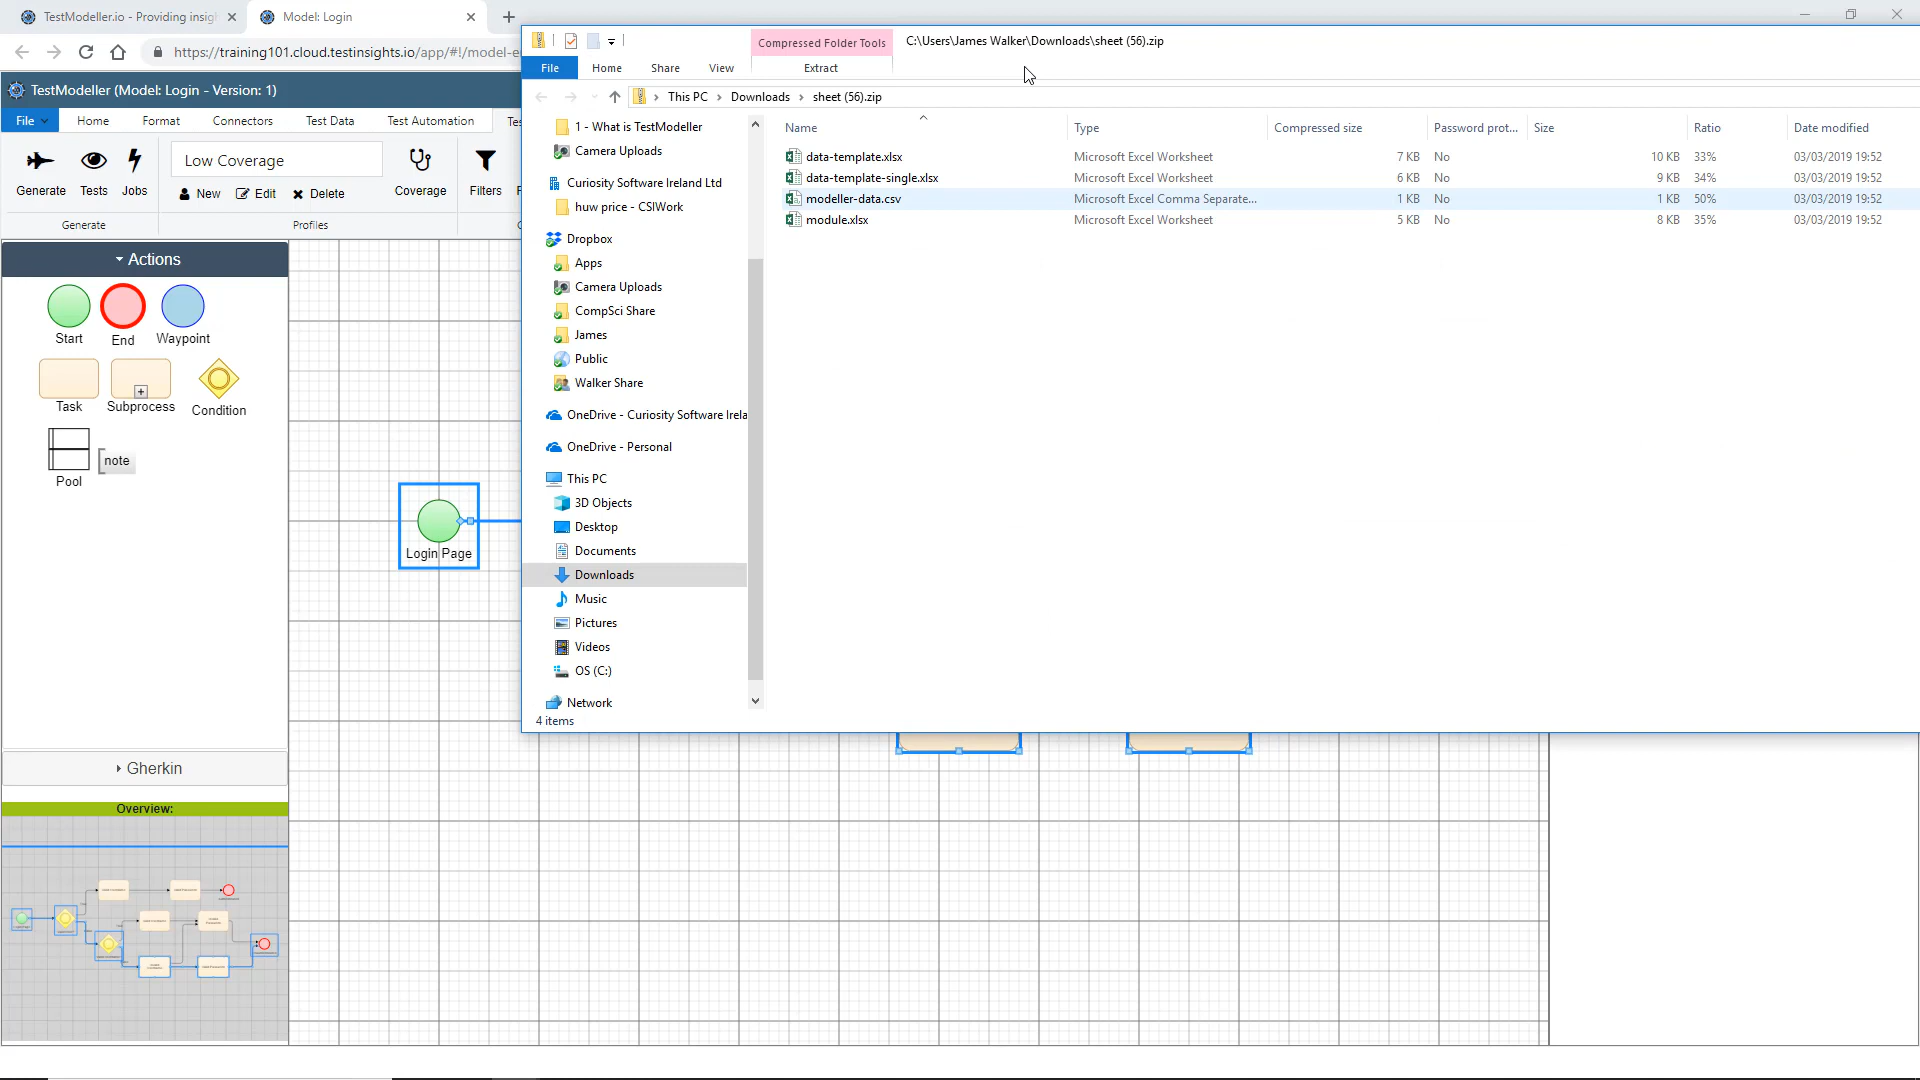 TestModeller.io - Providing insig
Model: Login
https://training101.cloud.testinsights.io/app/#!/model-e
TestModeller (Model: Login - Version: 1)
File
Home
Format
Connectors
Test Data
Test Automation
Tes
Generate
Tests
Jobs
Low Coverage
New
Edit
Delete
Coverage
Filters
Generate
Profiles
Actions
Start
End
Waypoint
Task
Subprocess
Condition
Pool
note
Gherkin
Overview:
Login Page
Compressed Folder Tools
C:\Users\James Walker\Downloads\sheet (56).zip
File
Home
Share
View
Extract
This PC
Downloads
sheet (56).zip
1 - What is TestModeller
Camera Uploads
Curiosity Software Ireland Ltd
huw price - CSIWork
Dropbox
Apps
Camera Uploads
CompSci Share
James
Public
Walker Share
OneDrive - Curiosity Software Irela
OneDrive - Personal
This PC
3D Objects
Desktop
Documents
Downloads
Music
Pictures
Videos
OS (C:)
Network
4 items
Name Type Compressed size Password prot... Size Ratio Date modified
data-template.xlsx Microsoft Excel Worksheet 7 KB No 10 KB 33% 03/03/2019 19:52
data-template-single.xlsx Microsoft Excel Worksheet 6 KB No 9 KB 34% 03/03/2019 19:52
modeller-data.csv Microsoft Excel Comma Separate... 1 KB No 1 KB 50% 03/03/2019 19:52
module.xlsx Microsoft Excel Worksheet 5 KB No 8 KB 35% 03/03/2019 19:52